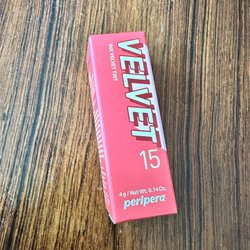 INK VELVET TINT
VELVET
15
4g / Net Wt. 0.14Oz.
peripera